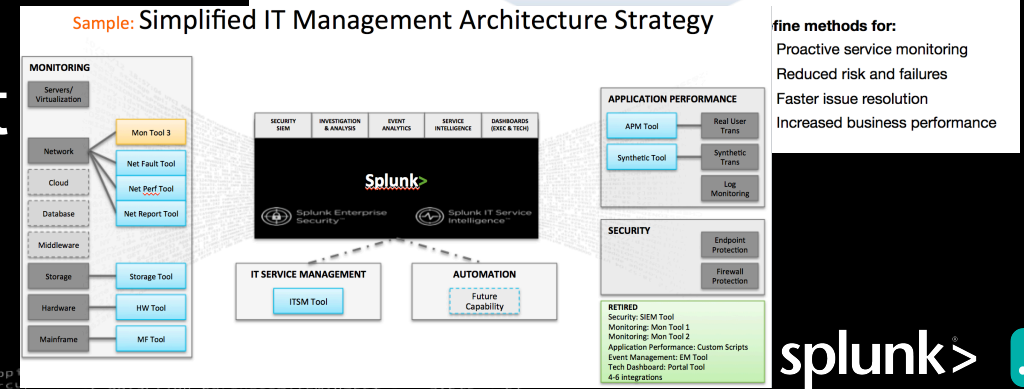 Sample: Simplified IT Management Architecture Strategy
fine methods for:
Proactive service monitoring
Reduced risk and failures
Faster issue resolution
Increased business performance
MONITORING
Servers/
Virtualization
Mon Tool 3
Network
Net Fault Tool
Cloud
Net Perf Tool
Database
Net Report Tool
Middleware
Storage
Storage Tool
Hardware
HW Tool
Mainframe
MF Tool
SECURITY
SIEM
INVESTIGATION
& ANALYSIS
EVENT
ANALYTICS
SERVICE
INTELLIGENCE
DASHBOARDS
(EXEC & TECH)
Splunk>
Splunk Enterprise
Security™
Splunk IT Service
Intelligence™
IT SERVICE MANAGEMENT
ITSM Tool
AUTOMATION
Future
Capability
APPLICATION PERFORMANCE
APM Tool
Real User
Trans
Synthetic Tool
Synthetic
Trans
Log
Monitoring
SECURITY
Endpoint
Protection
Firewall
Protection
RETIRED
Security: SIEM Tool
Monitoring: Mon Tool 1
Monitoring: Mon Tool 2
Application Performance: Custom Scripts
Event Management: EM Tool
Tech Dashboard: Portal Tool
4-6 integrations
splunk®>